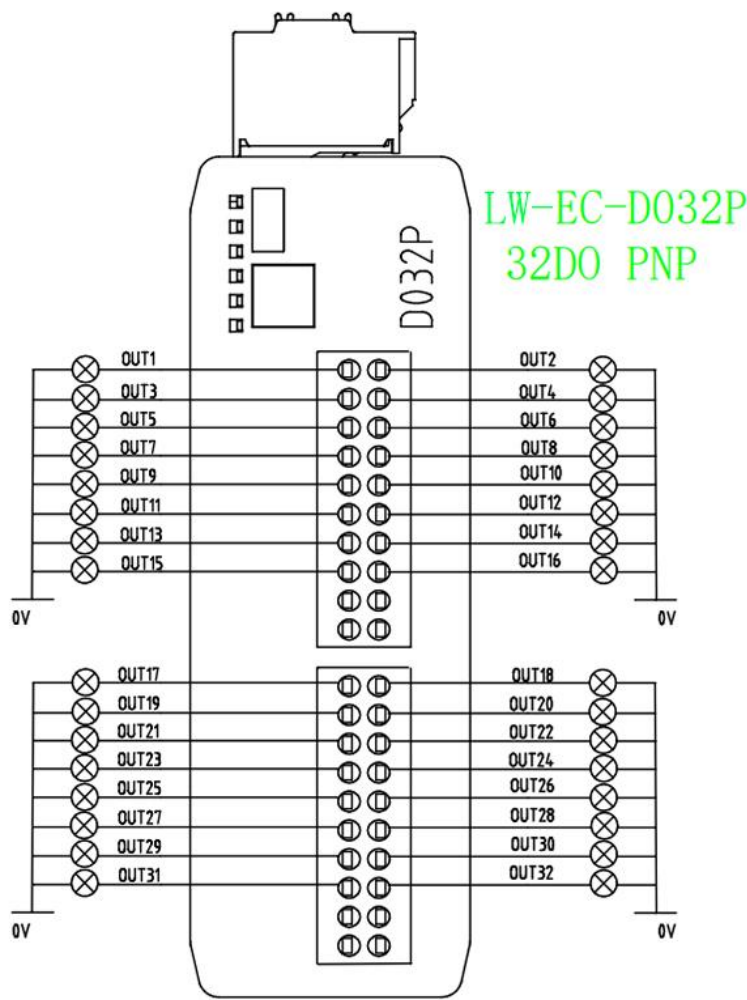 LW-EC-DO32P
32DO PNP
DO32P
OUT1 OUT2
OUT3 OUT4
OUT5 OUT6
OUT7 OUT8
OUT9 OUT10
OUT11 OUT12
OUT13 OUT14
OUT15 OUT16
0V 0V
OUT17 OUT18
OUT19 OUT20
OUT21 OUT22
OUT23 OUT24
OUT25 OUT26
OUT27 OUT28
OUT29 OUT30
OUT31 OUT32
0V 0V